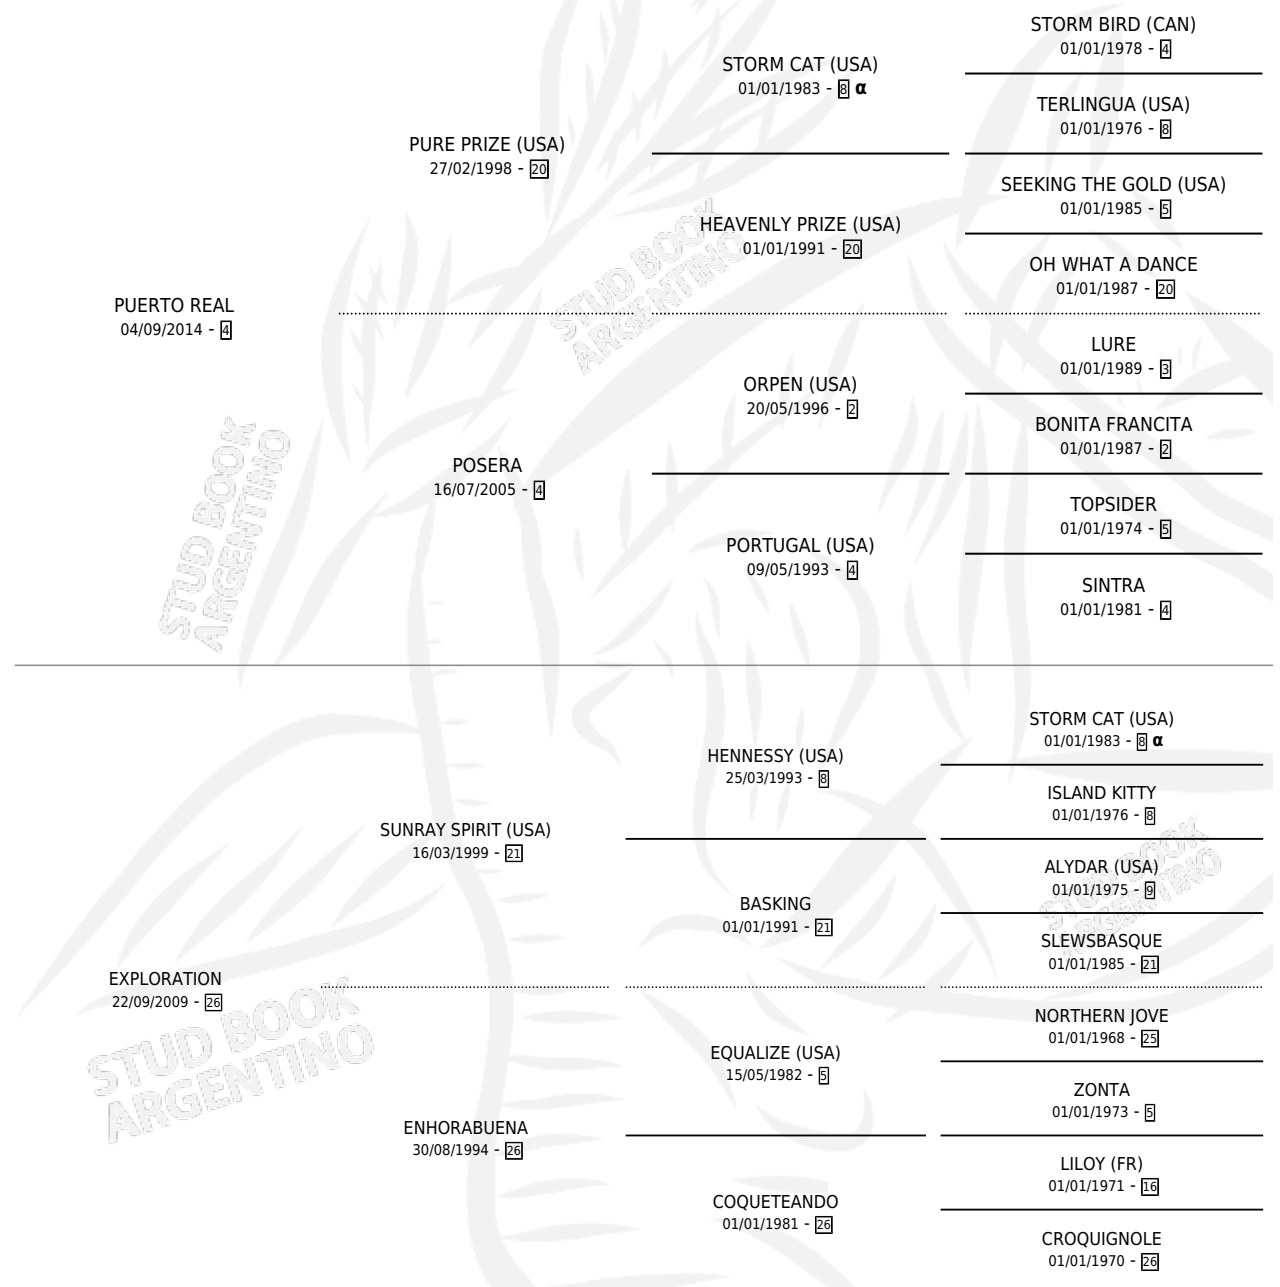 STORM BIRD (CAN)
01/01/1978 - 4
STORM CAT (USA)
01/01/1983 - 8 α
TERLINGUA (USA)
01/01/1976 - 8
PURE PRIZE (USA)
27/02/1998 - 20
SEEKING THE GOLD (USA)
01/01/1985 - 5
HEAVENLY PRIZE (USA)
01/01/1991 - 20
OH WHAT A DANCE
01/01/1987 - 20
PUERTO REAL
04/09/2014 - 4
LURE
01/01/1989 - 3
ORPEN (USA)
20/05/1996 - 2
BONITA FRANCITA
01/01/1987 - 2
POSERA
16/07/2005 - 4
TOPSIDER
01/01/1974 - 5
PORTUGAL (USA)
09/05/1993 - 4
SINTRA
01/01/1981 - 4
STUD BOOK
ARGENTINO
STUD BOOK
ARGENTINO
STORM CAT (USA)
01/01/1983 - 8 α
HENNESSY (USA)
25/03/1993 - 8
ISLAND KITTY
01/01/1976 - 8
SUNRAY SPIRIT (USA)
16/03/1999 - 21
ALYDAR (USA)
01/01/1975 - 9
BASKING
01/01/1991 - 21
SLEWSBASQUE
01/01/1985 - 21
EXPLORATION
22/09/2009 - 26
NORTHERN JOVE
01/01/1968 - 25
EQUALIZE (USA)
15/05/1982 - 5
ZONTA
01/01/1973 - 5
ENHORABUENA
30/08/1994 - 26
LILOY (FR)
01/01/1971 - 16
COQUETEANDO
01/01/1981 - 26
CROQUIGNOLE
01/01/1970 - 26
STUD BOOK
ARGENTINO
STUD BOOK
ARGENTINO